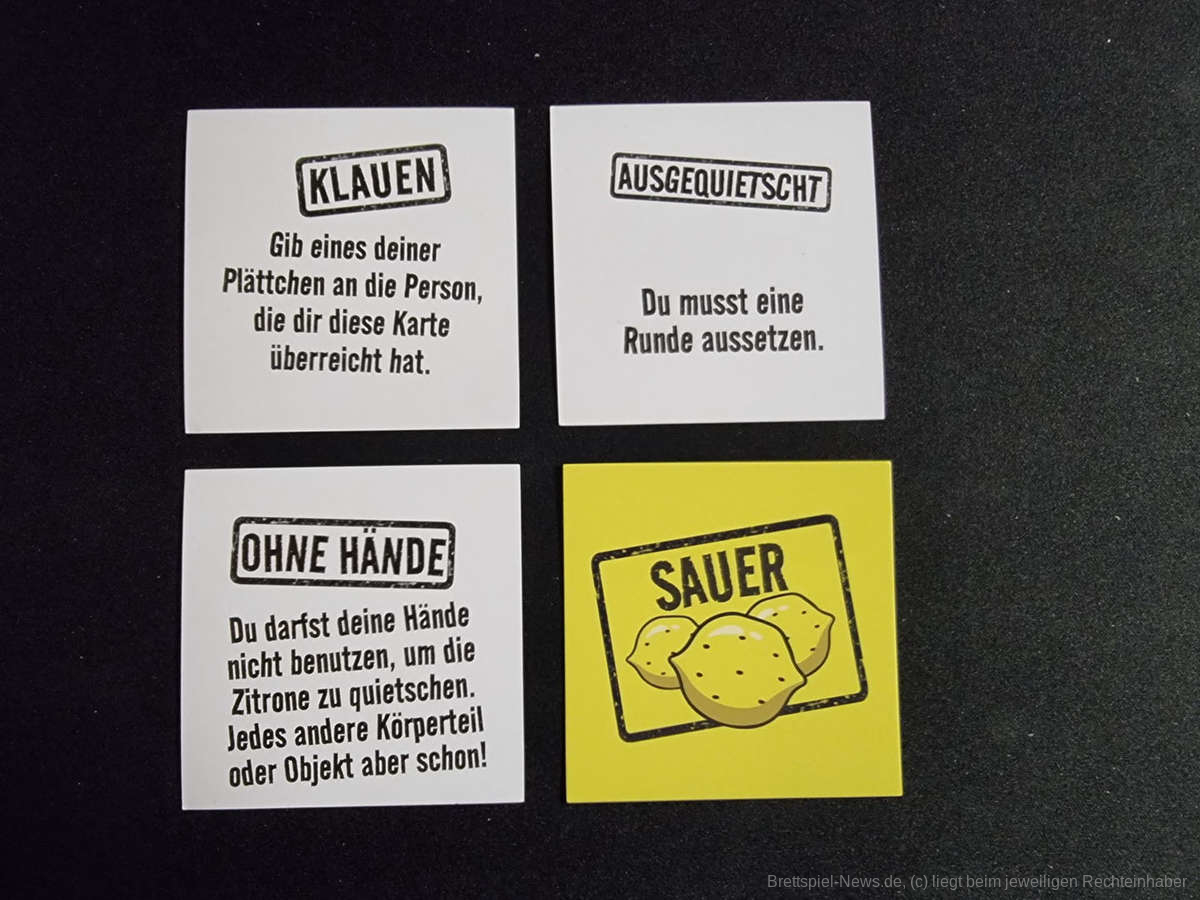 KLAUEN
Gib eines deiner
Plättchen an die Person,
die dir diese Karte
überreicht hat.
AUSGEQUIETSCHT
Du musst eine
Runde aussetzen.
OHNE HÄNDE
Du darfst deine Hände
nicht benutzen, um die
Zitrone zu quietschen.
Jedes andere Körperteil
oder Objekt aber schon!
SAUER
Brettspiel-News.de, (c) liegt beim jeweiligen Rechteinhaber